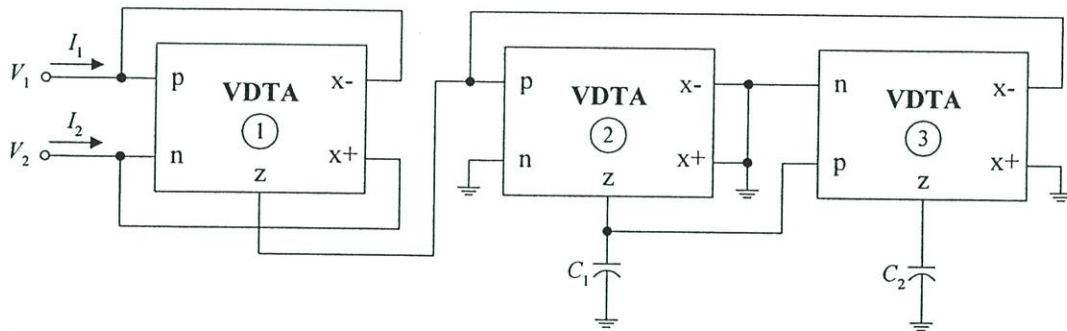 I1
V1
p
VDTA
1
x-
I2
V2
n
z
x+
p
VDTA
2
x-
n
z
x+
n
VDTA
3
x-
p
z
x+
C1
C2